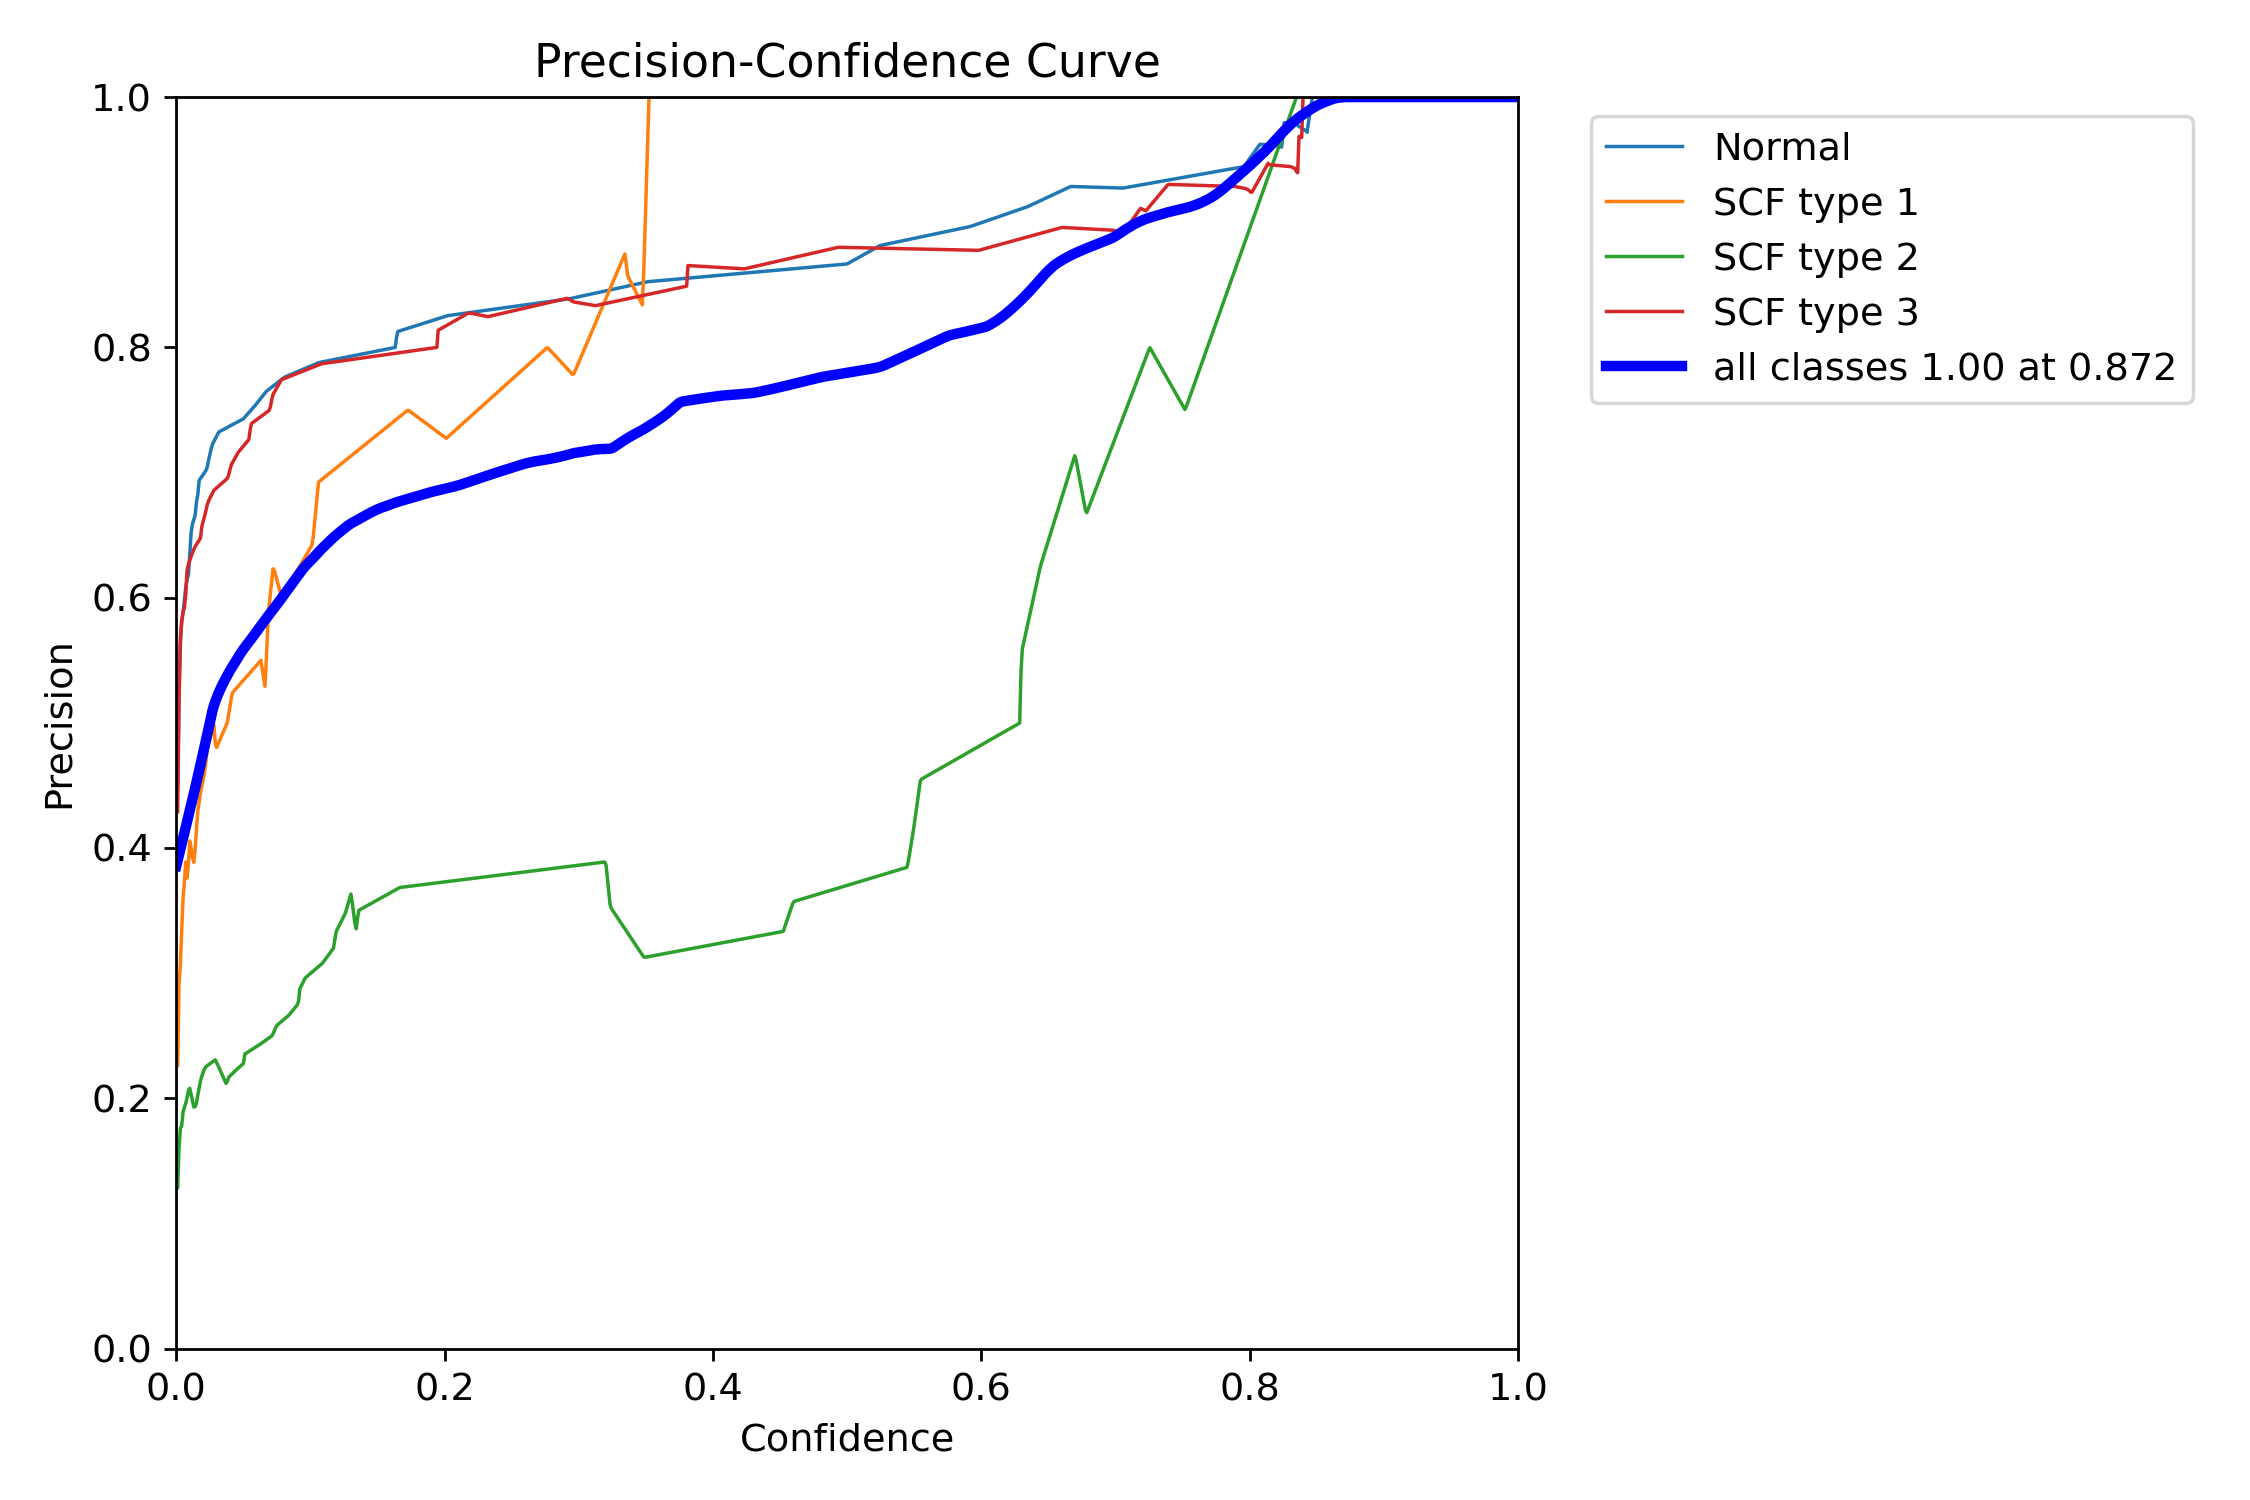 Precision-Confidence Curve
1.0
0.8
0.6
0.4
0.2
0.0
Precision
0.0 0.2 0.4 0.6 0.8 1.0
Confidence
Normal
SCF type 1
SCF type 2
SCF type 3
all classes 1.00 at 0.872